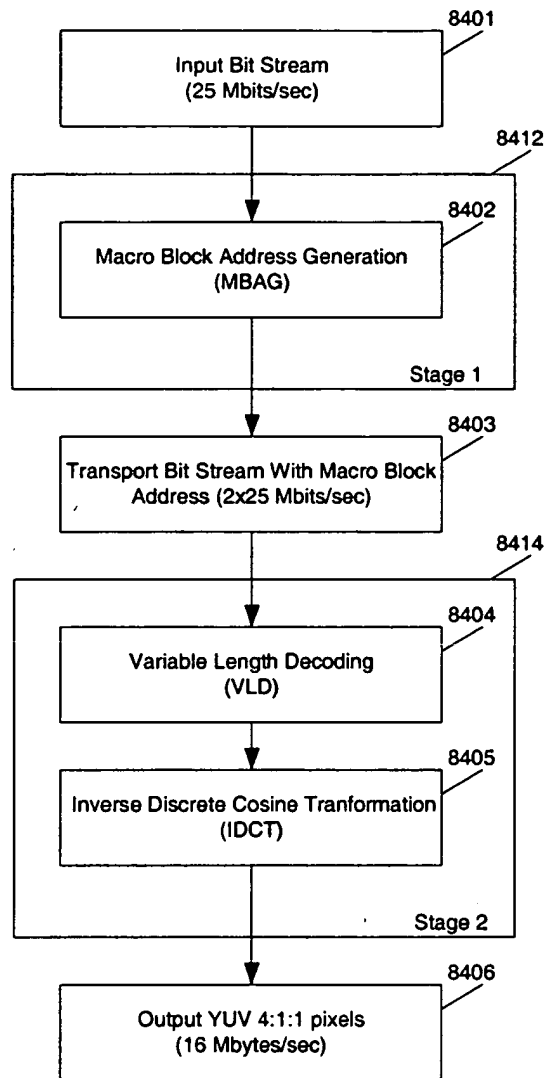 8401
Input Bit Stream
(25 Mbits/sec)
8412
8402
Macro Block Address Generation
(MBAG)
Stage 1
8403
Transport Bit Stream With Macro Block
Address (2x25 Mbits/sec)
8414
8404
Variable Length Decoding
(VLD)
8405
Inverse Discrete Cosine Tranformation
(IDCT)
Stage 2
8406
Output YUV 4:1:1 pixels
(16 Mbytes/sec)